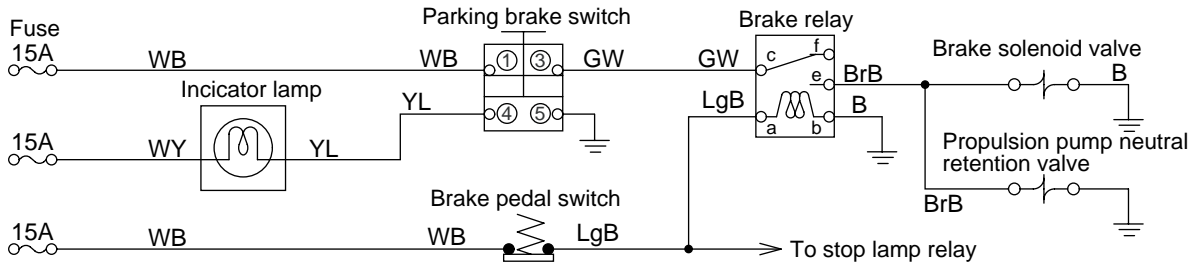 Fuse
15A
WB
WB
Parking brake switch
1
3
GW
GW
Brake relay
c
f
e
BrB
Brake solenoid valve
B
Incicator lamp
YL
4
5
LgB
a
b
B
15A
WY
YL
Propulsion pump neutral
retention valve
BrB
Brake pedal switch
15A
WB
WB
LgB
To stop lamp relay